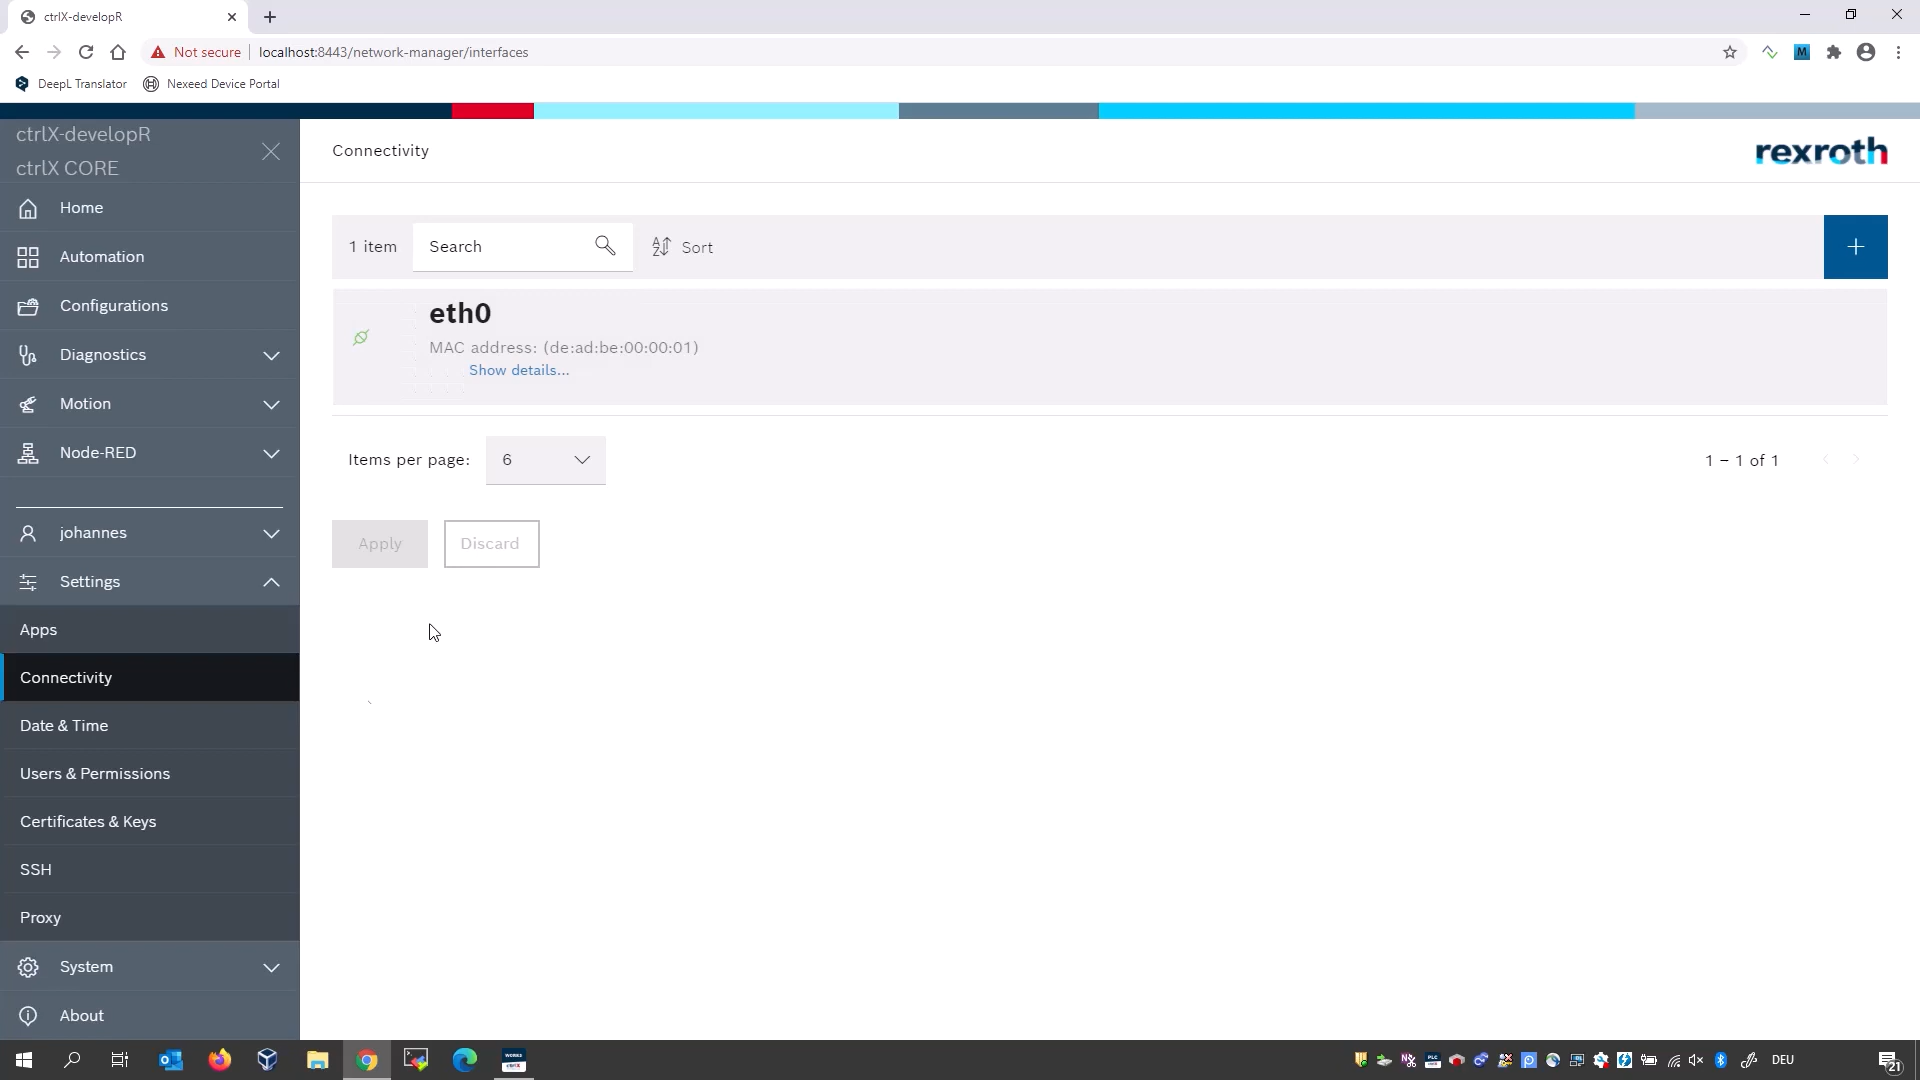 ctrlX-developR
Not secure
localhost:8443/network-manager/interfaces
M
DeepL Translator
Nexeed Device Portal
ctrlX-developR
ctrlX CORE
Home
Automation
Configurations
Diagnostics
Motion
Node-RED
johannes
Settings
Apps
Connectivity
Date & Time
Users & Permissions
Certificates & Keys
SSH
Proxy
System
About
Connectivity
rexroth
1 item
Search
Sort
eth0
MAC address: (de:ad:be:00:00:01)
Show details...
Items per page:
6
1 – 1 of 1
Apply
Discard
WORKS
DEU
21